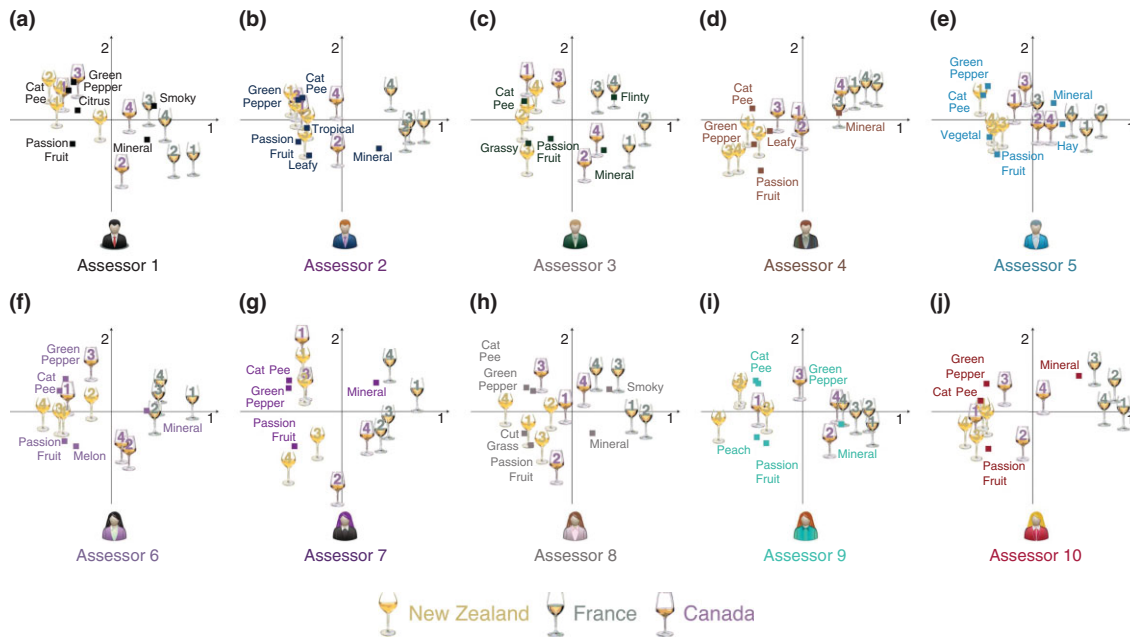 (a)
2
1
Cat
Pee
Green
Pepper
Citrus
Smoky
Passion
Fruit
Mineral
Assessor 1
(b)
2
1
Cat
Pee
Green
Pepper
Tropical
Passion
Fruit
Leafy
Mineral
Assessor 2
(c)
2
1
Cat
Pee
Flinty
Grassy
Passion
Fruit
Mineral
Assessor 3
(d)
2
1
Cat
Pee
Green
Pepper
Mineral
Leafy
Passion
Fruit
Assessor 4
(e)
2
1
Green
Pepper
Cat
Pee
Mineral
Vegetal
Hay
Passion
Fruit
Assessor 5
(f)
2
1
Green
Pepper
Cat
Pee
Mineral
Passion
Fruit
Melon
Assessor 6
(g)
2
1
Cat Pee
Green
Pepper
Mineral
Passion
Fruit
Assessor 7
(h)
2
1
Cat
Pee
Green
Pepper
Smoky
Cut
Grass
Mineral
Passion
Fruit
Assessor 8
(i)
2
1
Cat
Pee
Green
Pepper
Peach
Mineral
Passion
Fruit
Assessor 9
(j)
2
1
Green
Pepper
Mineral
Cat Pee
Passion
Fruit
Assessor 10
New Zealand
France
Canada